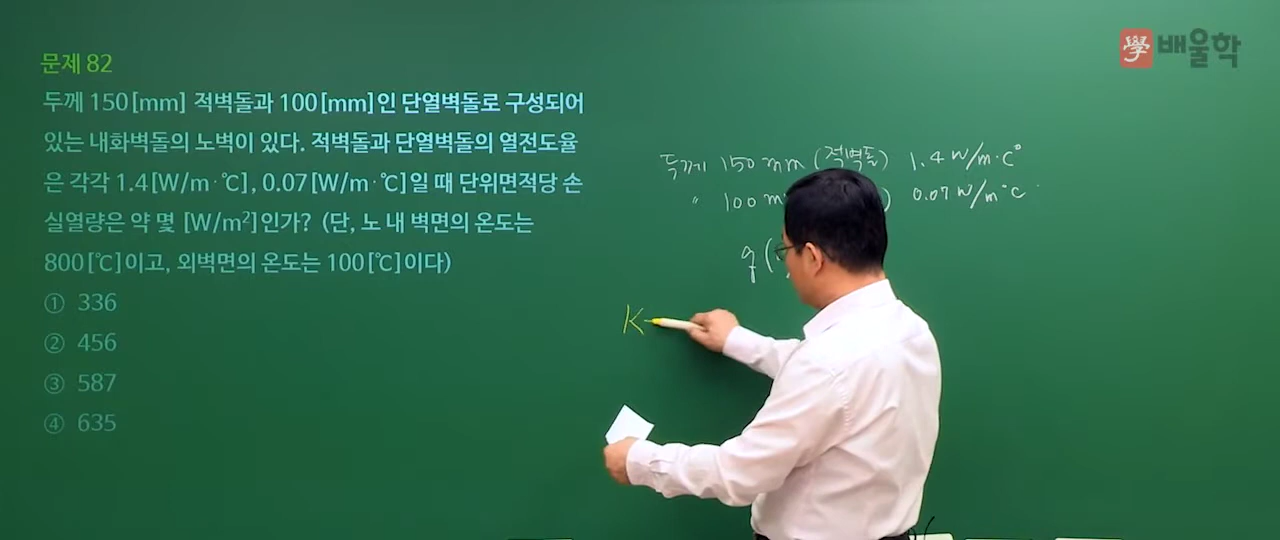 學 배울학
문제 82
두께 150[mm] 적벽돌과 100[mm]인 단열벽돌로 구성되어
있는 내화벽돌의 노벽이 있다. 적벽돌과 단열벽돌의 열전도율
은 각각 1.4[W/m·℃], 0.07[W/m·℃]일 때 단위면적당 손
실열량은 약 몇 [W/m²]인가? (단, 노 내 벽면의 온도는
800[℃]이고, 외벽면의 온도는 100[℃]이다)
① 336
② 456
③ 587
④ 635
두께 150mm (적벽돌) 1.4 W/m·C°
〃 100m ) 0.07 W/m·°C
q (
K